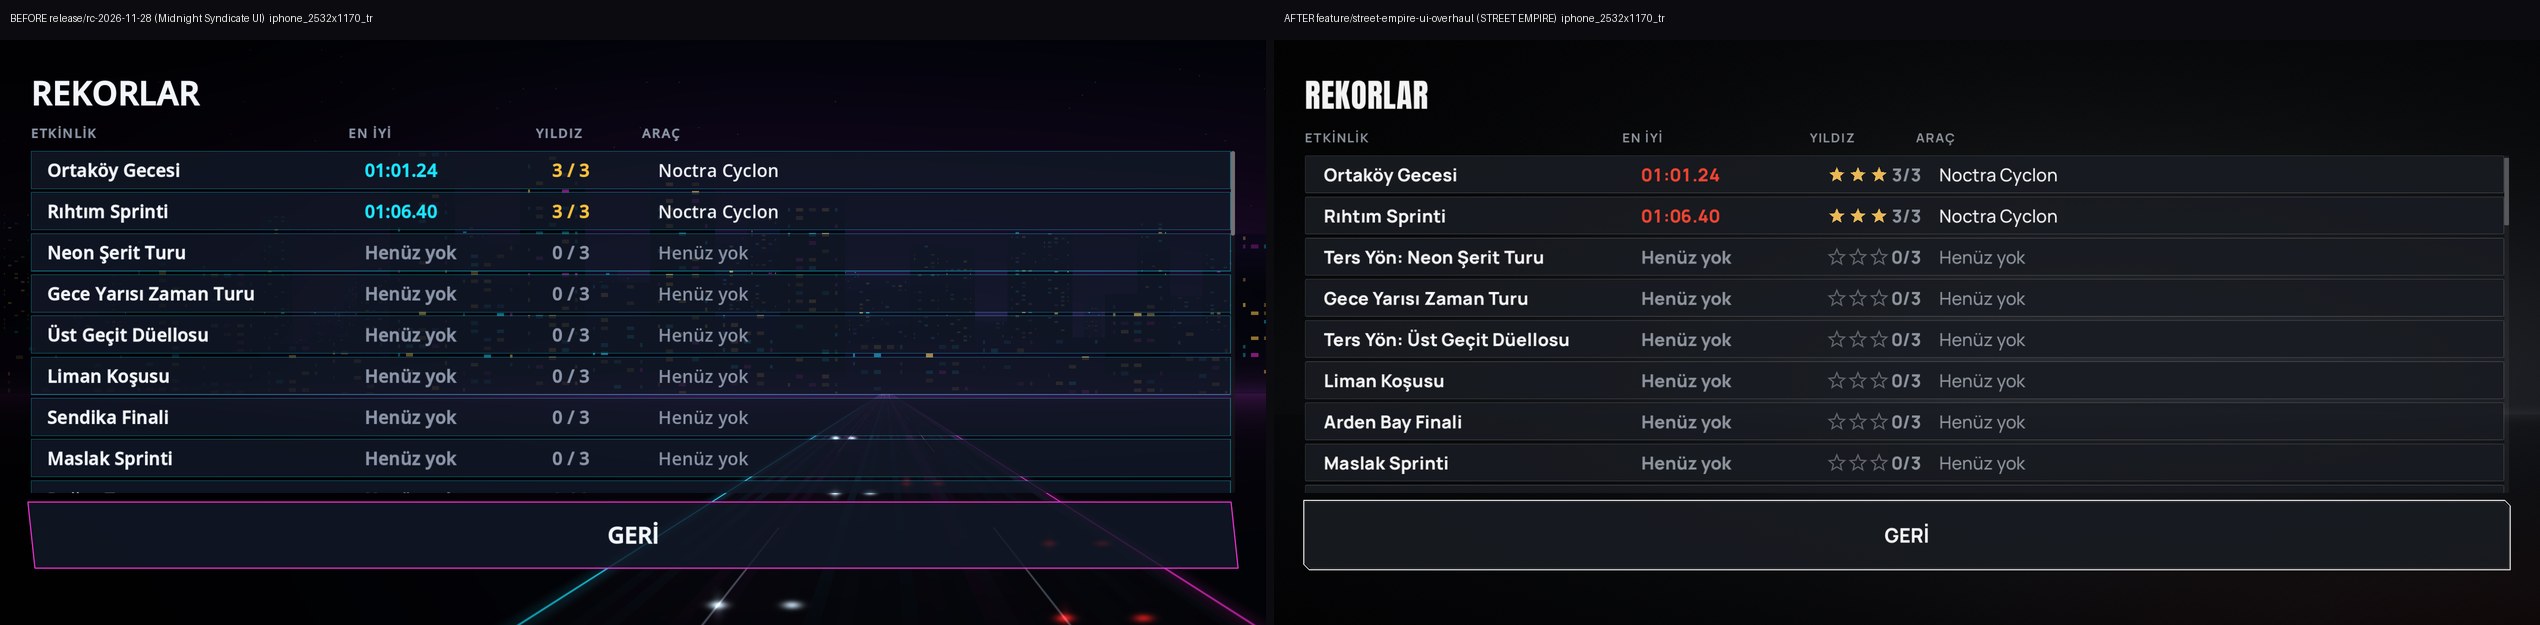 BEFORE release/rc-2026-11-28 (Midnight Syndicate UI) iphone_2532x1170_tr
REKORLAR
ETKİNLİK EN İYİ YILDIZ ARAÇ
Ortaköy Gecesi 01:01.24 3 / 3 Noctra Cyclon
Rıhtım Sprinti 01:06.40 3 / 3 Noctra Cyclon
Neon Şerit Turu Henüz yok 0 / 3 Henüz yok
Gece Yarısı Zaman Turu Henüz yok 0 / 3 Henüz yok
Üst Geçit Düellosu Henüz yok 0 / 3 Henüz yok
Liman Koşusu Henüz yok 0 / 3 Henüz yok
Sendika Finali Henüz yok 0 / 3 Henüz yok
Maslak Sprinti Henüz yok 0 / 3 Henüz yok
GERİ
AFTER feature/street-empire-ui-overhaul (STREET EMPIRE) iphone_2532x1170_tr
REKORLAR
ETKİNLİK EN İYİ YILDIZ ARAÇ
Ortaköy Gecesi 01:01.24 ★ ★ ★ 3/3 Noctra Cyclon
Rıhtım Sprinti 01:06.40 ★ ★ ★ 3/3 Noctra Cyclon
Ters Yön: Neon Şerit Turu Henüz yok ☆☆☆ 0/3 Henüz yok
Gece Yarısı Zaman Turu Henüz yok ☆☆☆ 0/3 Henüz yok
Ters Yön: Üst Geçit Düellosu Henüz yok ☆☆☆ 0/3 Henüz yok
Liman Koşusu Henüz yok ☆☆☆ 0/3 Henüz yok
Arden Bay Finali Henüz yok ☆☆☆ 0/3 Henüz yok
Maslak Sprinti Henüz yok ☆☆☆ 0/3 Henüz yok
GERİ